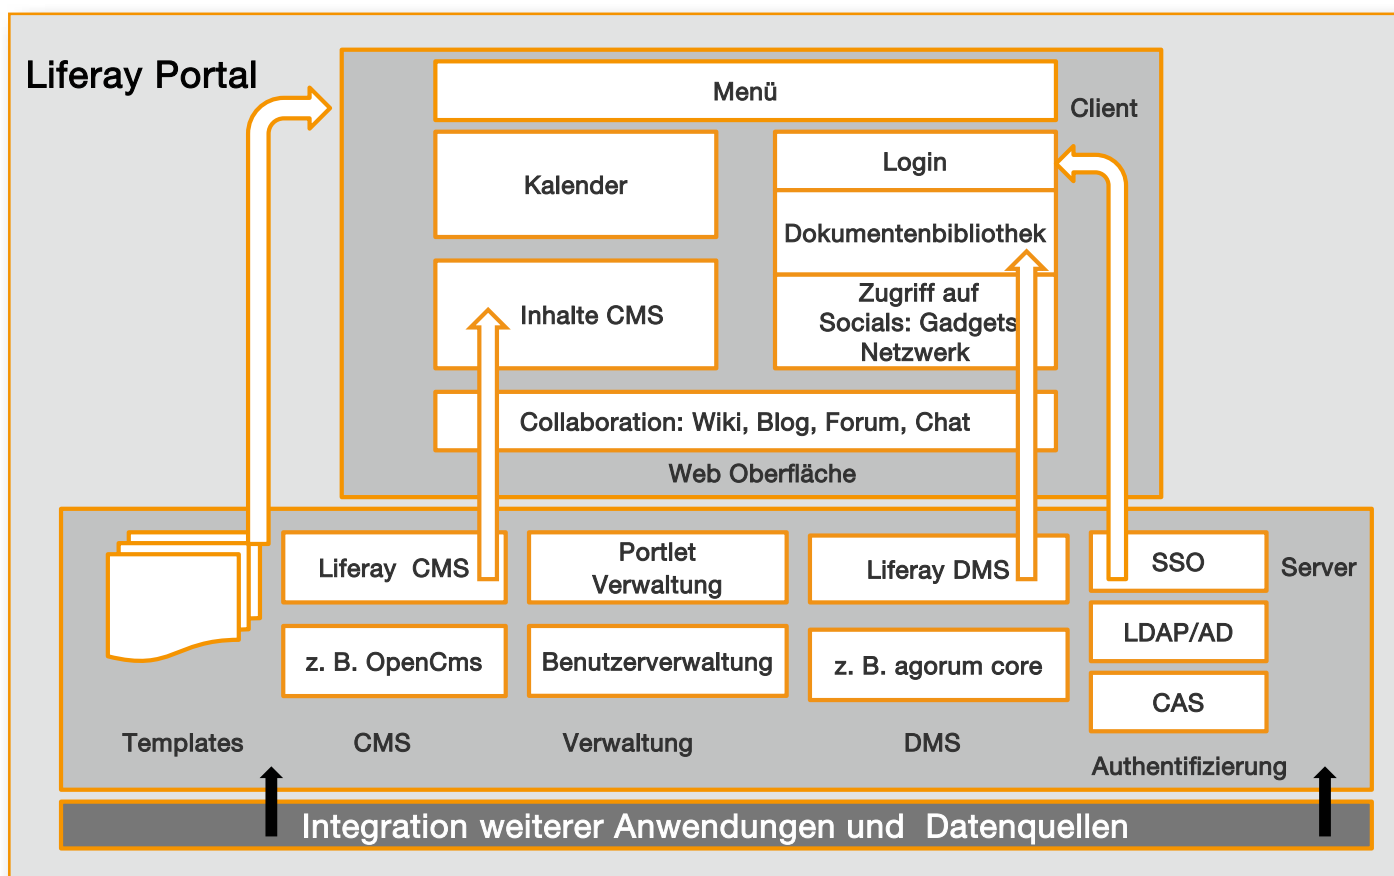 Liferay Portal
Menü
Client
Kalender
Login
Dokumentenbibliothek
Inhalte CMS
Zugriff auf
Socials: Gadgets
Netzwerk
Collaboration: Wiki, Blog, Forum, Chat
Web Oberfläche
Liferay  CMS
Portlet
Verwaltung
Liferay DMS
SSO
Server
LDAP/AD
z. B. OpenCms
Benutzerverwaltung
z. B. agorum core
CAS
Templates
CMS
Verwaltung
DMS
Authentifizierung
Integration weiterer Anwendungen und  Datenquellen